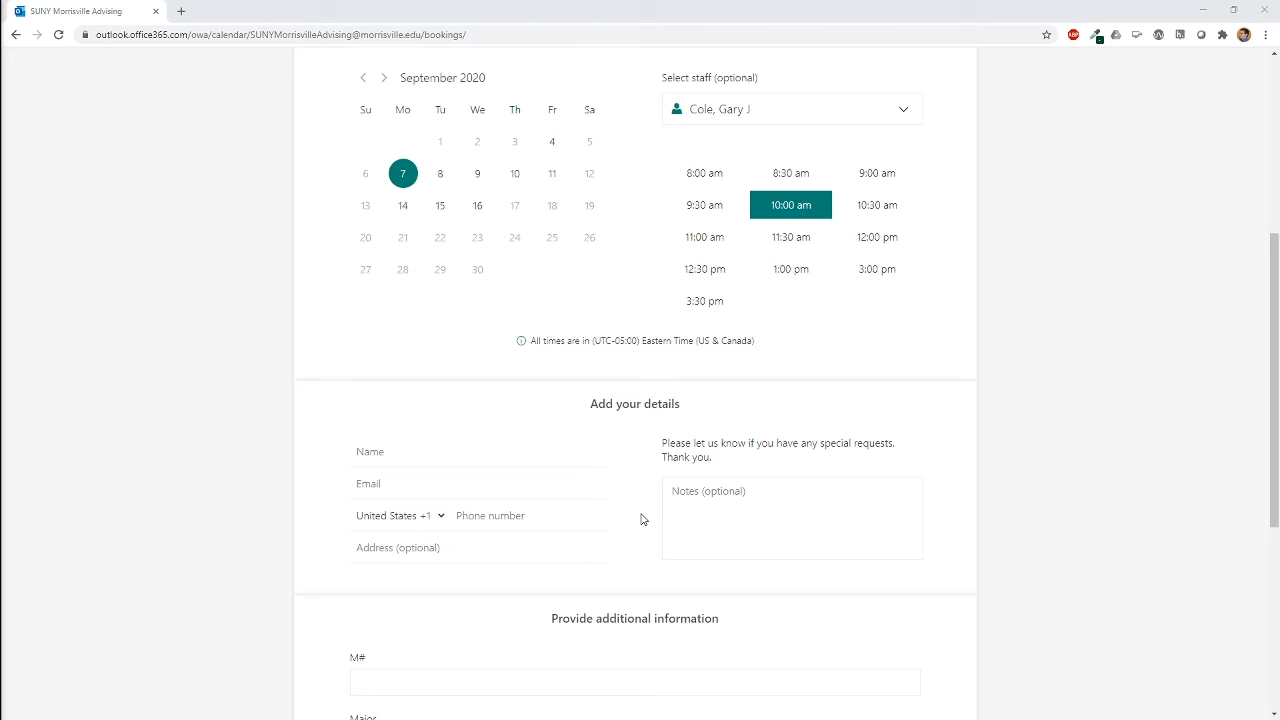 SUNY Morrisville Advising
outlook.office365.com/owa/calendar/SUNYMorrisvilleAdvising@morrisville.edu/bookings/
ABP
September 2020
Su Mo Tu We Th Fr Sa
1 2 3 4 5
6 7 8 9 10 11 12
13 14 15 16 17 18 19
20 21 22 23 24 25 26
27 28 29 30
Select staff (optional)
Cole, Gary J
8:00 am 8:30 am 9:00 am
9:30 am 10:00 am 10:30 am
11:00 am 11:30 am 12:00 pm
12:30 pm 1:00 pm 3:00 pm
3:30 pm
All times are in (UTC-05:00) Eastern Time (US & Canada)
Add your details
Name
Email
United States +1 Phone number
Address (optional)
Please let us know if you have any special requests.
Thank you.
Notes (optional)
Provide additional information
M#
Major